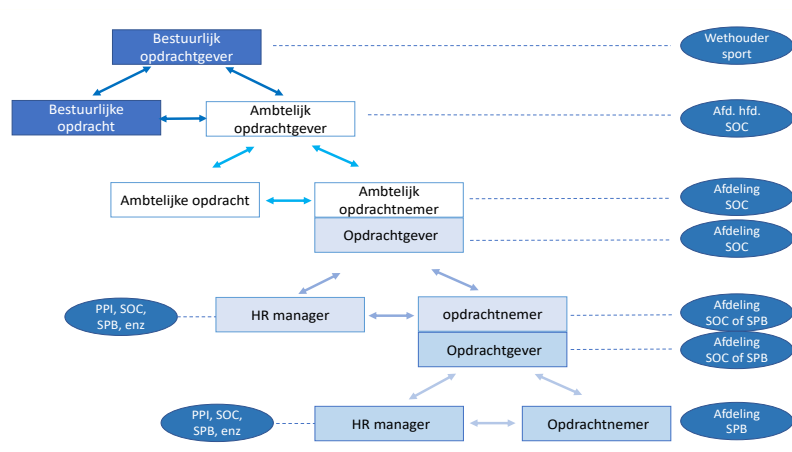 Bestuurlijk
opdrachtgever
Wethouder
sport
Bestuurlijke
opdracht
Ambtelijk
opdrachtgever
Afd. hfd.
SOC
Ambtelijke opdracht
Ambtelijk
opdrachtnemer
Afdeling
SOC
Opdrachtgever
Afdeling
SOC
PPI, SOC,
SPB, enz
HR manager
opdrachtnemer
Afdeling
SOC of SPB
Opdrachtgever
Afdeling
SOC of SPB
PPI, SOC,
SPB, enz
HR manager
Opdrachtnemer
Afdeling
SPB